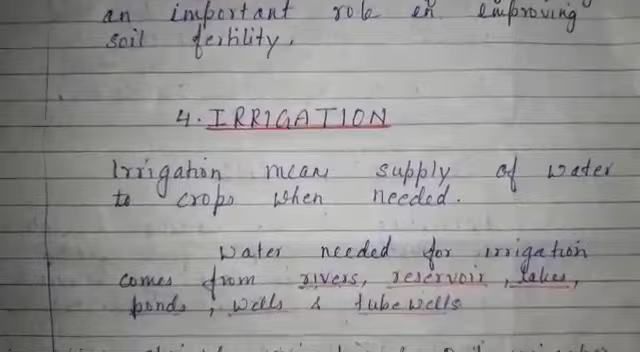 an important role in improving
soil fertility.
4. IRRIGATION
Irrigation means supply of water
to crops when needed.
Water needed for irrigation
comes from rivers, reservoir, lakes,
ponds, wells & tubewells